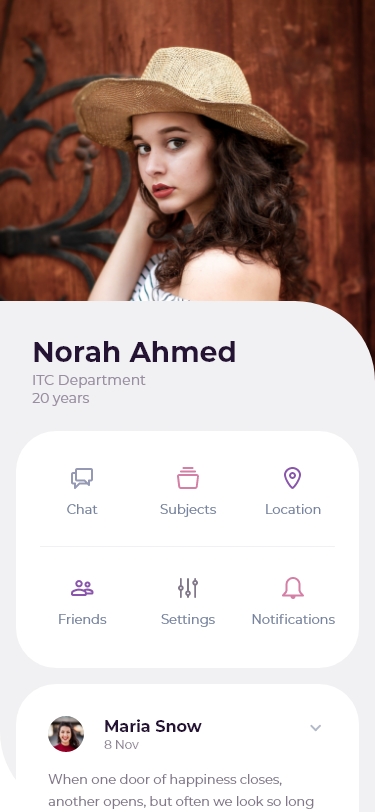 Norah Ahmed
ITC Department
20 years
Chat
Subjects
Location
Friends
Settings
Notifications
Maria Snow
8 Nov
When one door of happiness closes,
another opens, but often we look so long